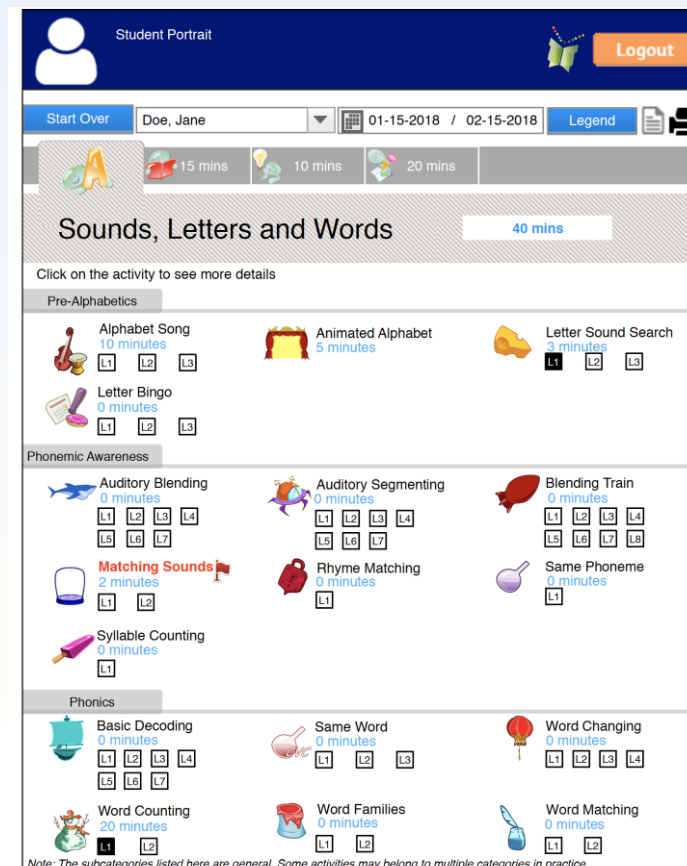 Student Portrait
Logout
Start Over Doe, Jane 01-15-2018 / 02-15-2018 Legend
A 15 mins 10 mins 20 mins
Sounds, Letters and Words 40 mins
Click on the activity to see more details
Pre-Alphabetics
Alphabet Song Animated Alphabet Letter Sound Search
10 minutes 5 minutes 3 minutes
L1 L2 L3 L1 L2 L3
Letter Bingo
0 minutes
L1 L2 L3
Phonemic Awareness
Auditory Blending Auditory Segmenting Blending Train
0 minutes 0 minutes 0 minutes
L1 L2 L3 L4 L1 L2 L3 L4 L1 L2 L3 L4
L5 L6 L7 L5 L6 L7 L5 L6 L7 L8
Matching Sounds Rhyme Matching Same Phoneme
2 minutes 0 minutes 0 minutes
L1 L2 L1 L1
Syllable Counting
0 minutes
L1
Phonics
Basic Decoding Same Word Word Changing
0 minutes 0 minutes 0 minutes
L1 L2 L3 L4 CVC L1 L2 L3 L1 L2 L3 L4
L5 L6 L7
Word Counting Word Families Word Matching
20 minutes 0 minutes 0 minutes
L1 L2 L1 L2 L1 L2
Note: The subcategories listed here are general. Some activities may belong to multiple categories in practice